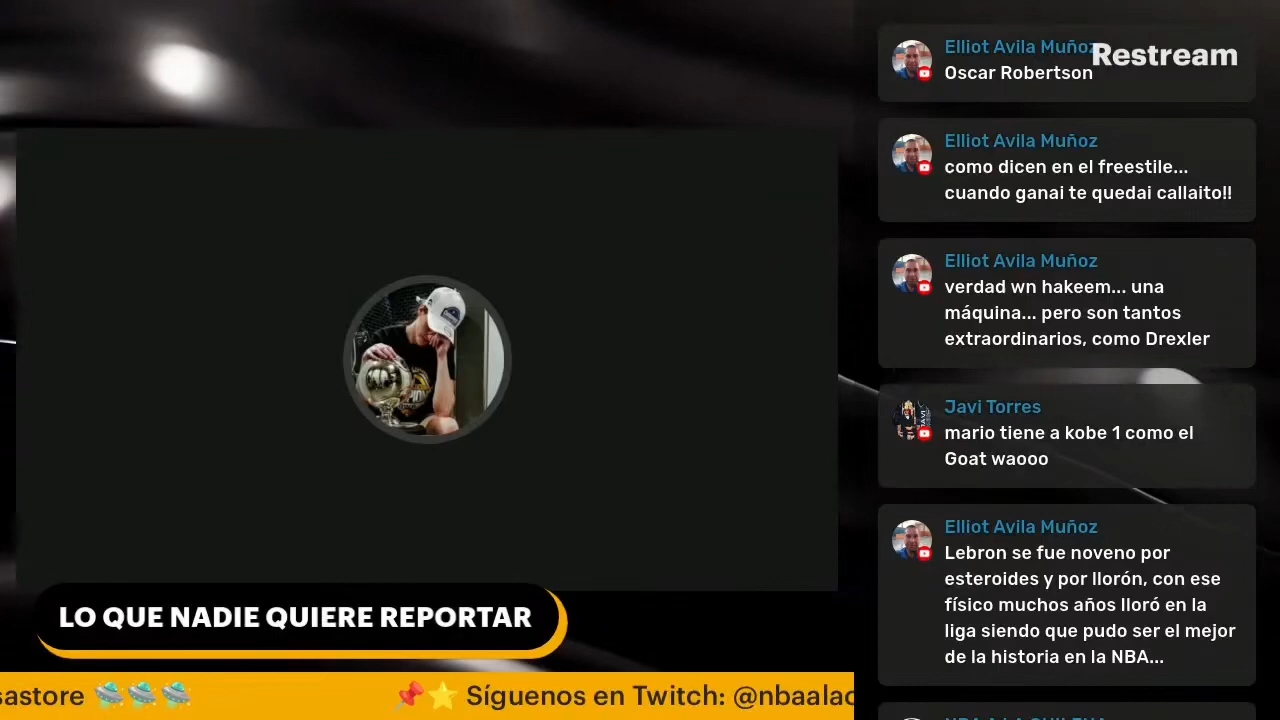 Elliot Avila Muñoz
Restream
Oscar Robertson
Elliot Avila Muñoz
como dicen en el freestile...
cuando ganai te quedai callaito!!
Elliot Avila Muñoz
verdad wn hakeem... una
máquina... pero son tantos
extraordinarios, como Drexler
Javi Torres
mario tiene a kobe 1 como el
Goat waooo
Elliot Avila Muñoz
Lebron se fue noveno por
esteroides y por llorón, con ese
físico muchos años lloró en la
liga siendo que pudo ser el mejor
de la historia en la NBA...
LO QUE NADIE QUIERE REPORTAR
sastore 🛸🛸🛸 📌⭐ Síguenos en Twitch: @nbaalac